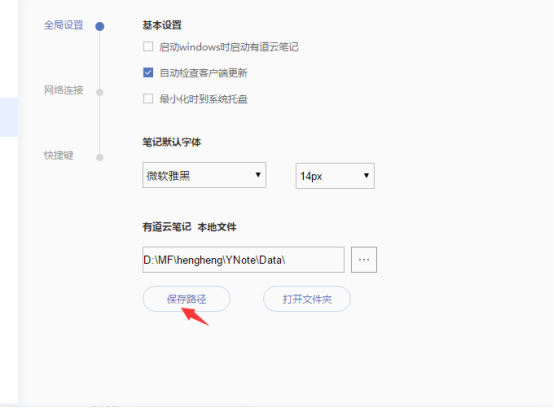 全局设置
网络连接
快捷键
基本设置
启动windows时启动有道云笔记
自动检查客户端更新
最小化时到系统托盘
笔记默认字体
微软雅黑
14px
有道云笔记 本地文件
D:\MF\hengheng\YNote\Data\
...
保存路径
打开文件夹